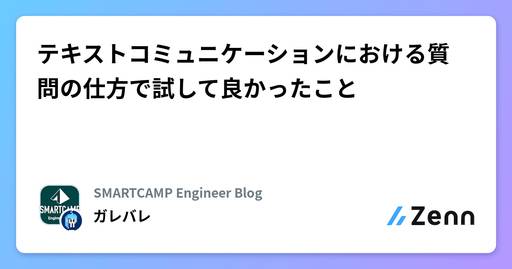 テキストコミュニケーションにおける質
問の仕方で試して良かったこと
SMARTCAMP Engineer Blog
ガレバレ
Zenn
SMARTCAMP